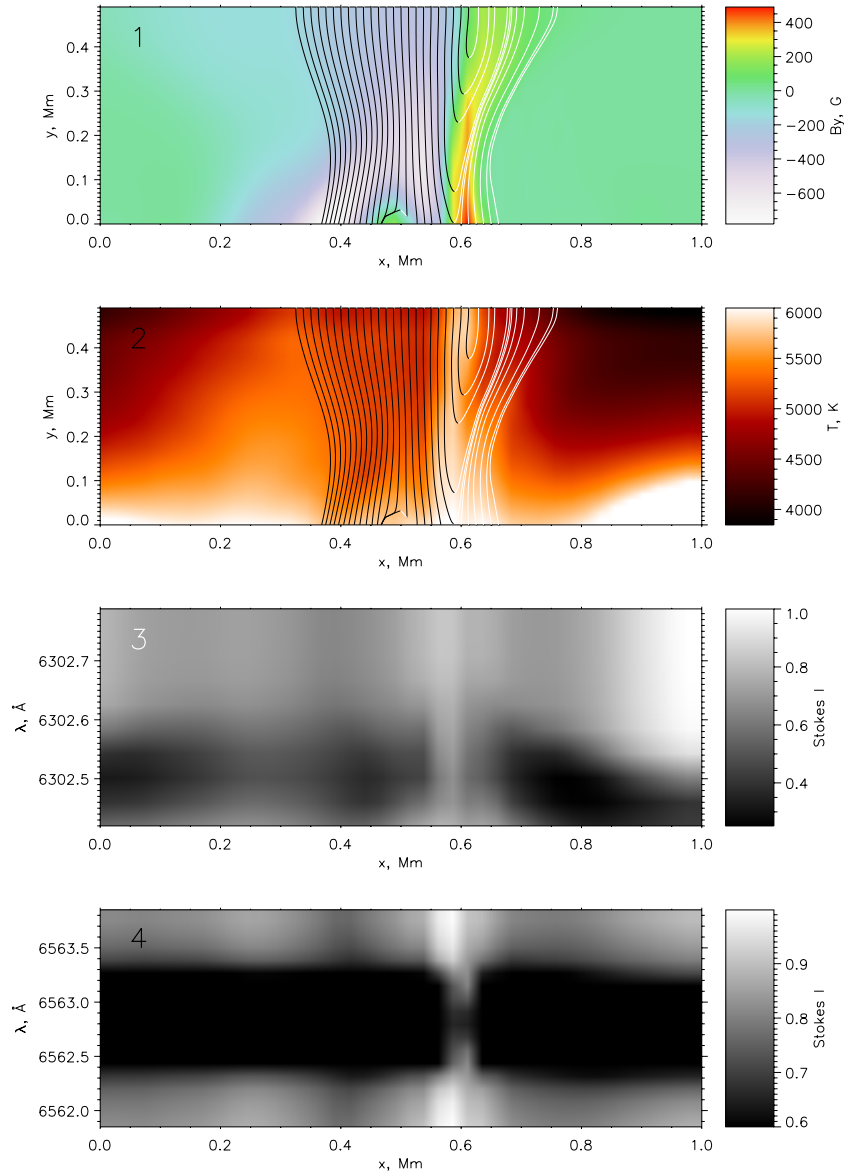 1
0.4
0.3
0.2
0.1
0.0
y, Mm
0.0 0.2 0.4 0.6 0.8 1.0
x, Mm
400
200
0
−200
−400
−600
By, G
2
0.4
0.3
0.2
0.1
0.0
y, Mm
0.0 0.2 0.4 0.6 0.8 1.0
x, Mm
6000
5500
5000
4500
4000
T, K
3
6302.7
6302.6
6302.5
λ, Å
0.0 0.2 0.4 0.6 0.8 1.0
x, Mm
1.0
0.8
0.6
0.4
Stokes I
4
6563.5
6563.0
6562.5
6562.0
λ, Å
0.0 0.2 0.4 0.6 0.8 1.0
x, Mm
0.9
0.8
0.7
0.6
Stokes I